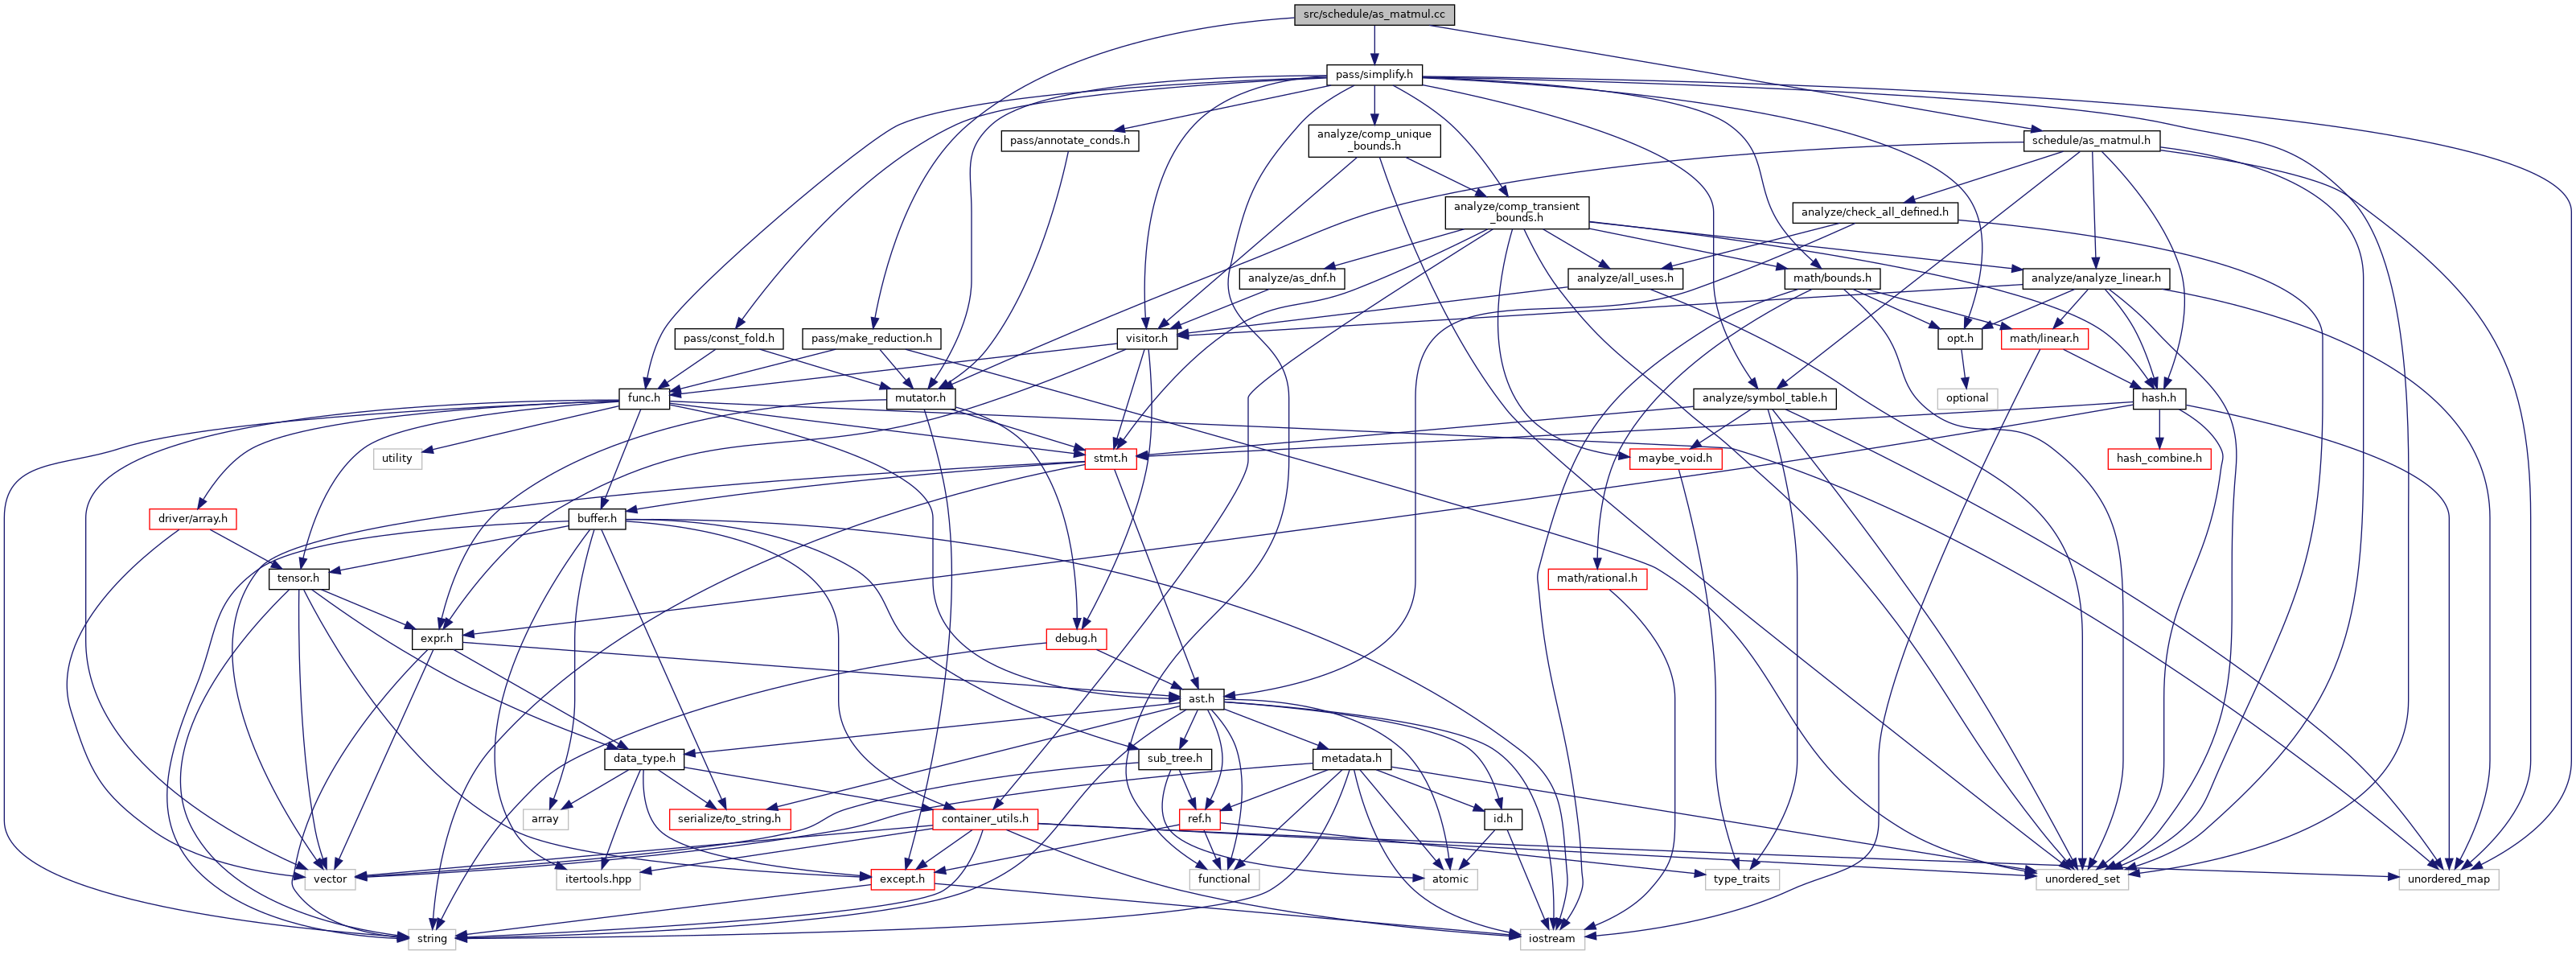 src/schedule/as_matmul.cc
pass/simplify.h
pass/annotate_conds.h
analyze/comp_unique
_bounds.h
schedule/as_matmul.h
analyze/comp_transient
_bounds.h
analyze/check_all_defined.h
analyze/as_dnf.h
analyze/all_uses.h
math/bounds.h
analyze/analyze_linear.h
pass/const_fold.h
pass/make_reduction.h
visitor.h
opt.h
math/linear.h
func.h
mutator.h
analyze/symbol_table.h
optional
hash.h
utility
stmt.h
maybe_void.h
hash_combine.h
driver/array.h
buffer.h
tensor.h
math/rational.h
expr.h
debug.h
ast.h
data_type.h
sub_tree.h
metadata.h
array
serialize/to_string.h
container_utils.h
ref.h
id.h
vector
itertools.hpp
except.h
functional
atomic
type_traits
unordered_set
unordered_map
string
iostream